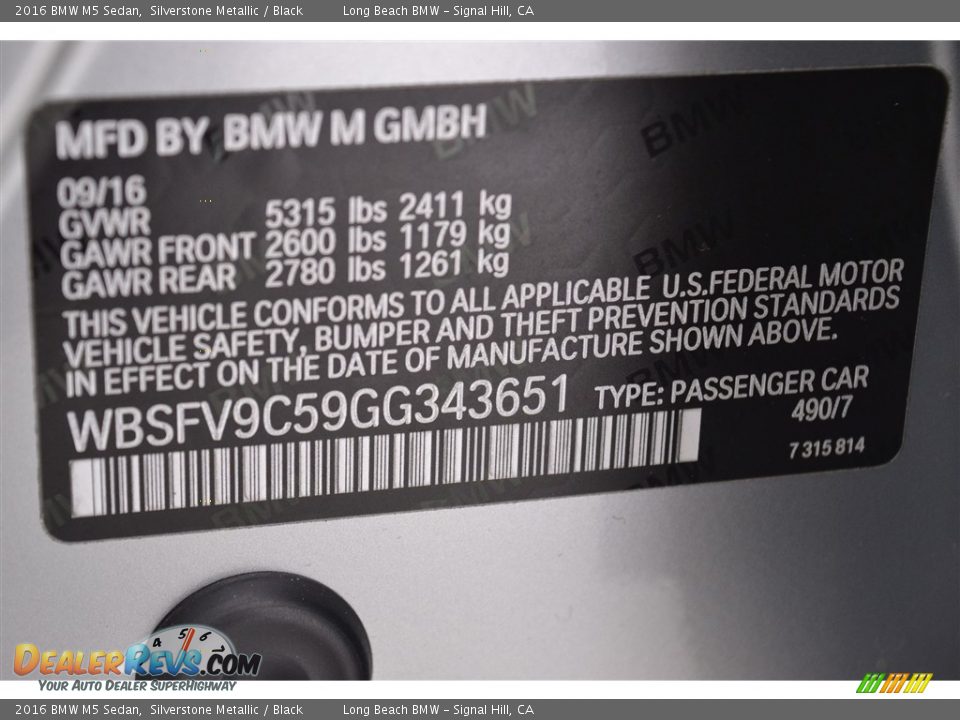 2016 BMW M5 Sedan, Silverstone Metallic / Black Long Beach BMW - Signal Hill, CA
MFD BY BMW M GMBH
09/16
GVWR 5315 lbs 2411 kg
GAWR FRONT 2600 lbs 1179 kg
GAWR REAR 2780 lbs 1261 kg
THIS VEHICLE CONFORMS TO ALL APPLICABLE U.S.FEDERAL MOTOR
VEHICLE SAFETY, BUMPER AND THEFT PREVENTION STANDARDS
IN EFFECT ON THE DATE OF MANUFACTURE SHOWN ABOVE.
WBSFV9C59GG343651 TYPE: PASSENGER CAR
490/7
7 315 814
4 5 6
DEALERREVS.COM
YOUR AUTO DEALER SUPERHIGHWAY
2016 BMW M5 Sedan, Silverstone Metallic / Black Long Beach BMW - Signal Hill, CA